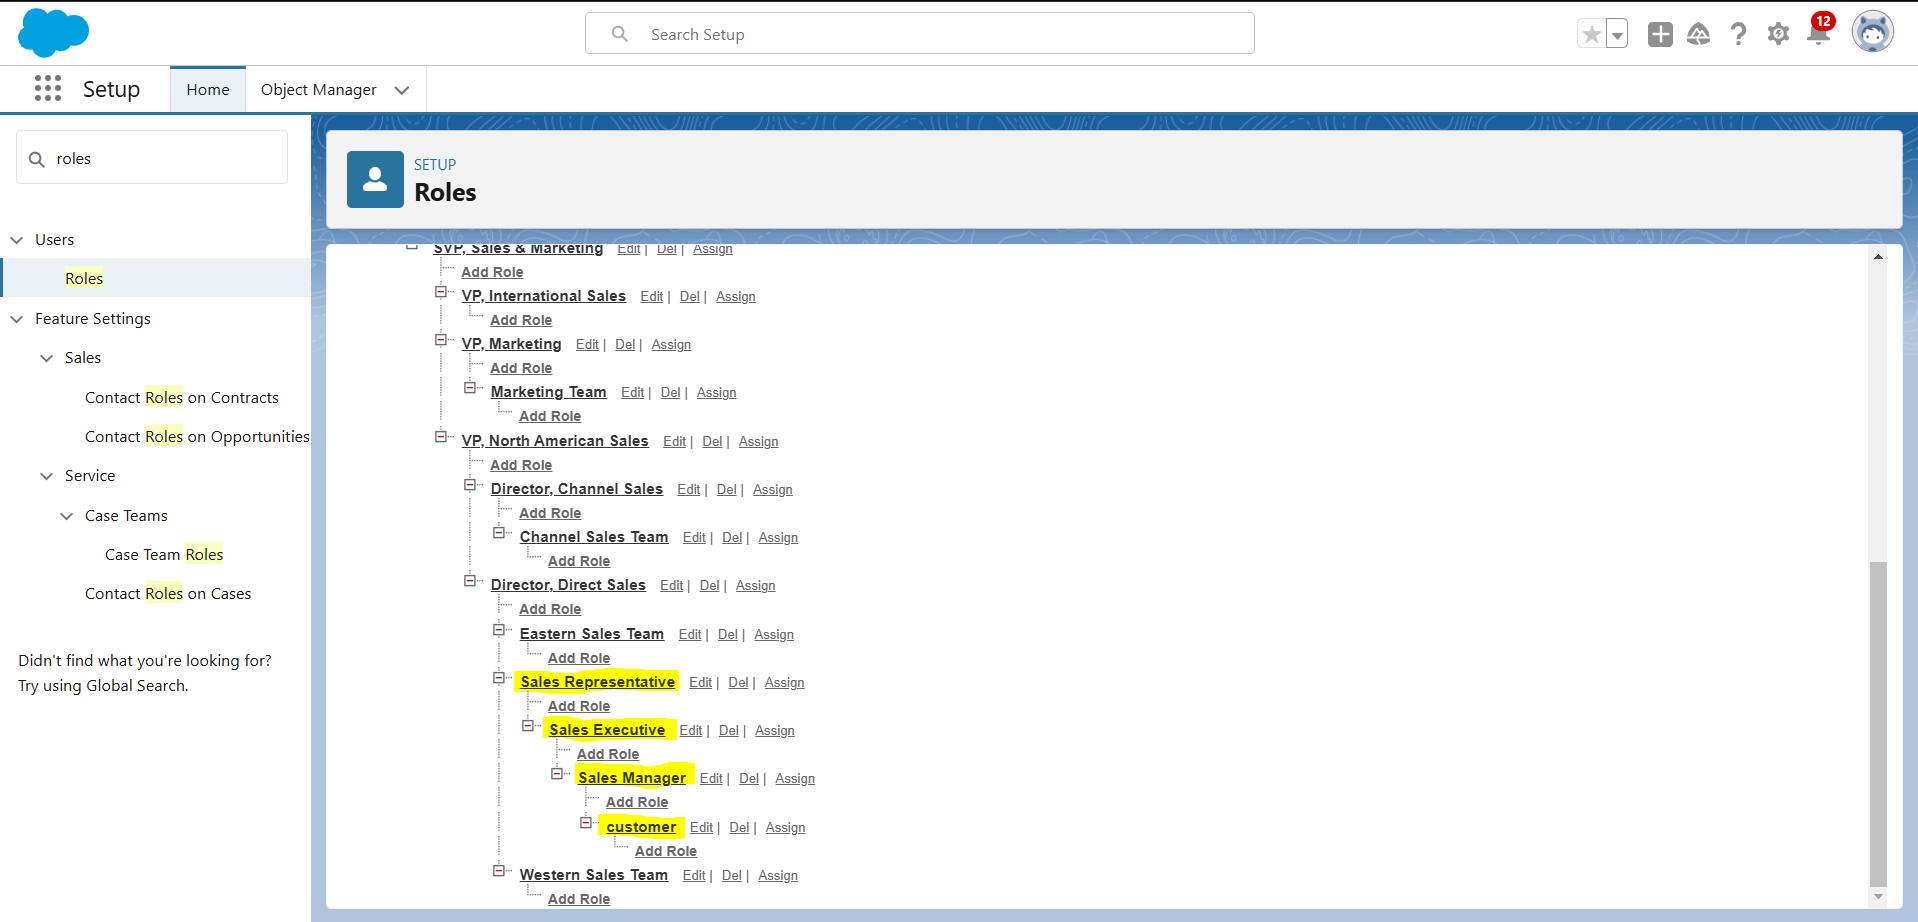 Search Setup
12
Setup
Home
Object Manager
roles
Users
Roles
Feature Settings
Sales
Contact Roles on Contracts
Contact Roles on Opportunities
Service
Case Teams
Case Team Roles
Contact Roles on Cases
Didn't find what you're looking for?
Try using Global Search.
SETUP
Roles
SVP, Sales & Marketing Edit | Del | Assign
Add Role
VP, International Sales Edit | Del | Assign
Add Role
VP, Marketing Edit | Del | Assign
Add Role
Marketing Team Edit | Del | Assign
Add Role
VP, North American Sales Edit | Del | Assign
Add Role
Director, Channel Sales Edit | Del | Assign
Add Role
Channel Sales Team Edit | Del | Assign
Add Role
Director, Direct Sales Edit | Del | Assign
Add Role
Eastern Sales Team Edit | Del | Assign
Add Role
Sales Representative Edit | Del | Assign
Add Role
Sales Executive Edit | Del | Assign
Add Role
Sales Manager Edit | Del | Assign
Add Role
customer Edit | Del | Assign
Add Role
Western Sales Team Edit | Del | Assign
Add Role